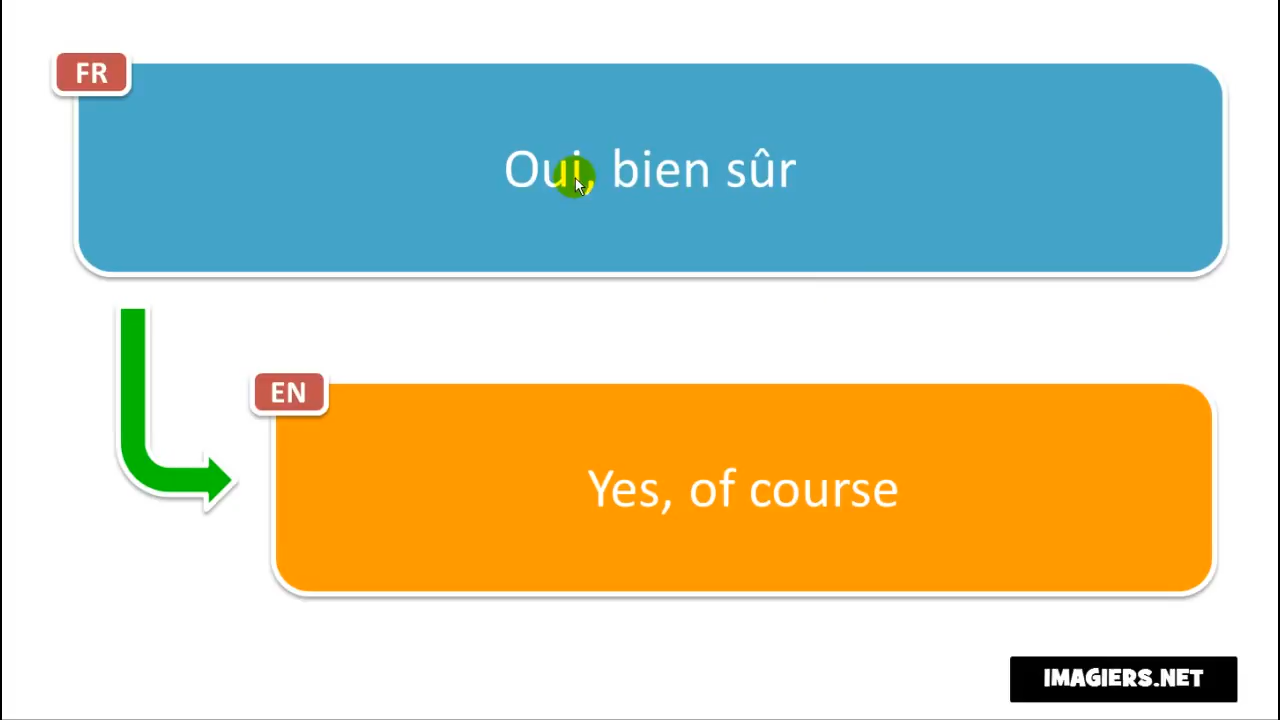 FR
Oui, bien sûr
EN
Yes, of course
IMAGIERS.NET